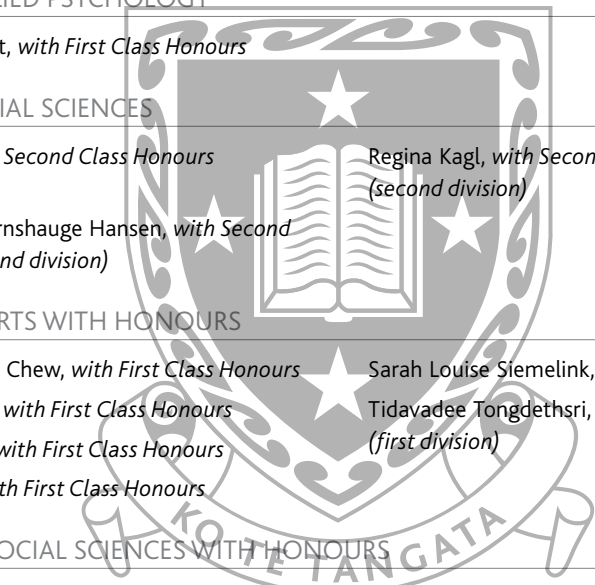 LIED PSYCHOLOGY
t, with First Class Honours
IAL SCIENCES
Second Class Honours
rnshauge Hansen, with Second
nd division)
Regina Kagl, with Secon
(second division)
RTS WITH HONOURS
Chew, with First Class Honours
with First Class Honours
with First Class Honours
th First Class Honours
Sarah Louise Siemelink,
Tidavadee Tongdethsri,
(first division)
OCIAL SCIENCES WITH HONOURS
KO TE TANGATA